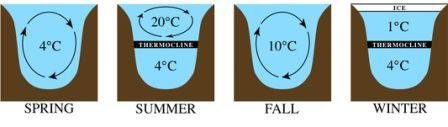 4°C
SPRING
20°C
THERMOCLINE
4°C
SUMMER
10°C
FALL
ICE
1°C
THERMOCLINE
4°C
WINTER